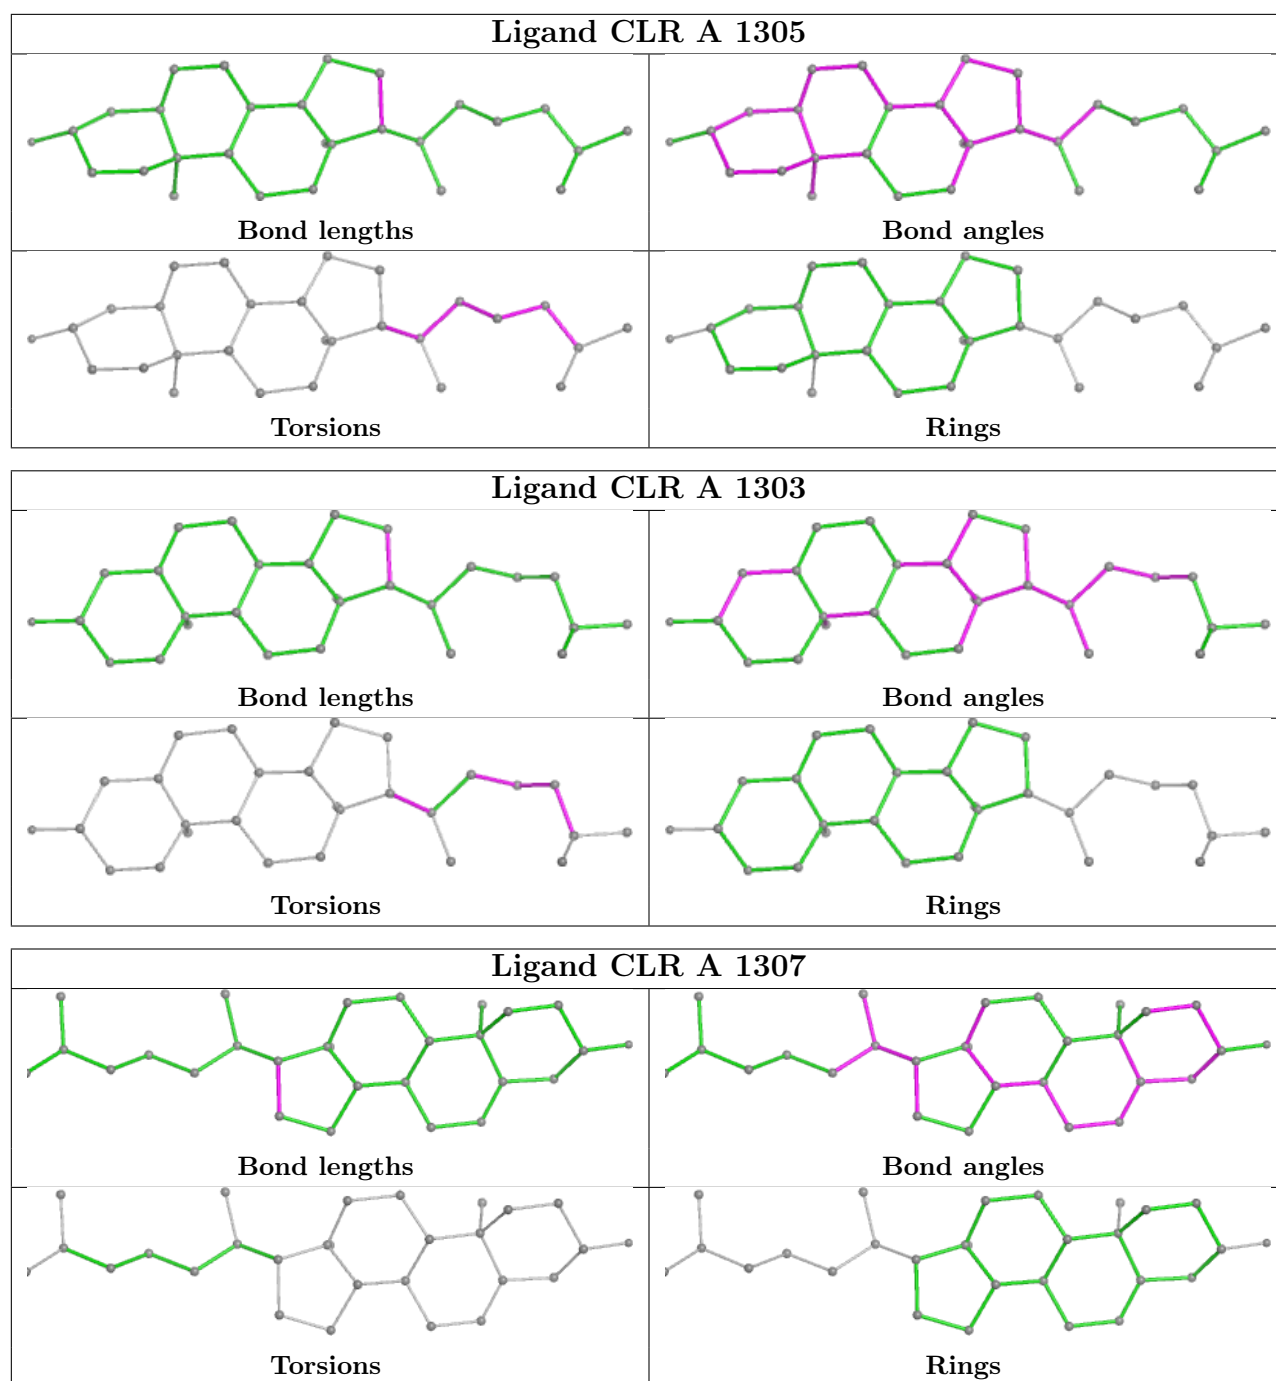 Ligand CLR A 1305
Bond lengths
Bond angles
Torsions
Rings
Ligand CLR A 1303
Bond lengths
Bond angles
Torsions
Rings
Ligand CLR A 1307
Bond lengths
Bond angles
Torsions
Rings